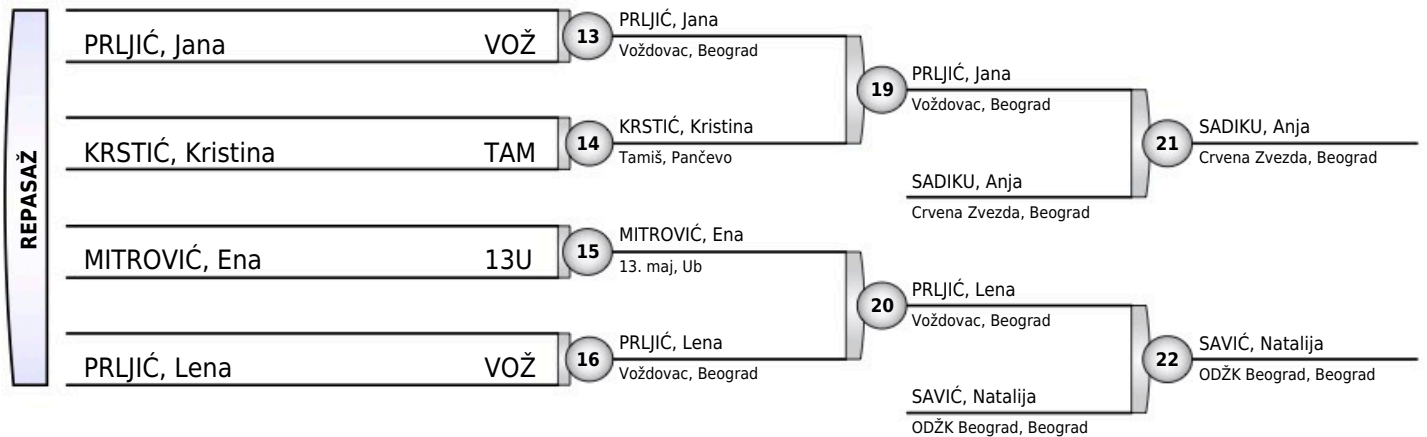 REPASAŽ
PRLJIĆ, Jana VOŽ
13
PRLJIĆ, Jana
Voždovac, Beograd
KRSTIĆ, Kristina TAM
14
KRSTIĆ, Kristina
Tamiš, Pančevo
MITROVIĆ, Ena 13U
15
MITROVIĆ, Ena
13. maj, Ub
PRLJIĆ, Lena VOŽ
16
PRLJIĆ, Lena
Voždovac, Beograd
19
PRLJIĆ, Jana
Voždovac, Beograd
SADIKU, Anja
Crvena Zvezda, Beograd
20
PRLJIĆ, Lena
Voždovac, Beograd
SAVIĆ, Natalija
ODŽK Beograd, Beograd
21
SADIKU, Anja
Crvena Zvezda, Beograd
22
SAVIĆ, Natalija
ODŽK Beograd, Beograd